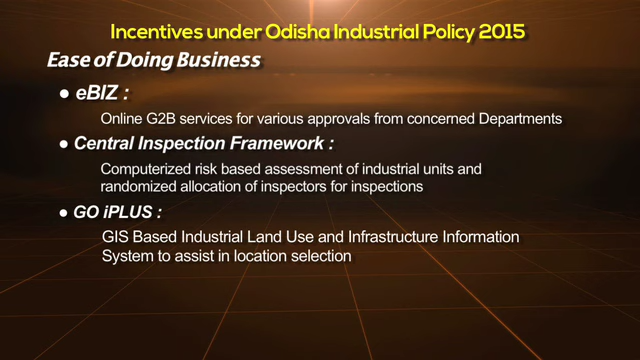 Incentives under Odisha Industrial Policy 2015
Ease of Doing Business
● eBIZ :
Online G2B services for various approvals from concerned Departments
● Central Inspection Framework :
Computerized risk based assessment of industrial units and
randomized allocation of inspectors for inspections
● GO iPLUS :
GIS Based Industrial Land Use and Infrastructure Information
System to assist in location selection